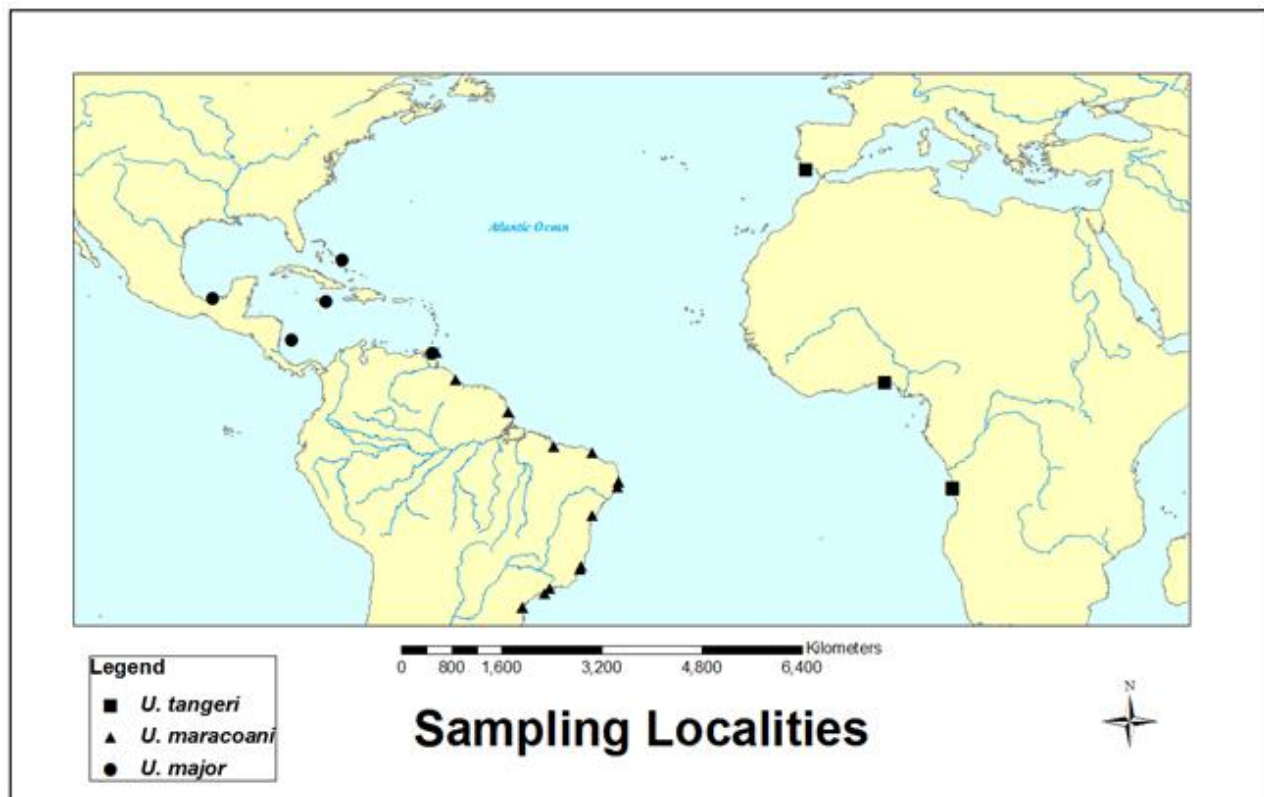 Atlantic Ocean
Kilometers
0 800 1,600 3,200 4,800 6,400
Legend
U. tangeri
U. maracoani
U. major
Sampling Localities
N